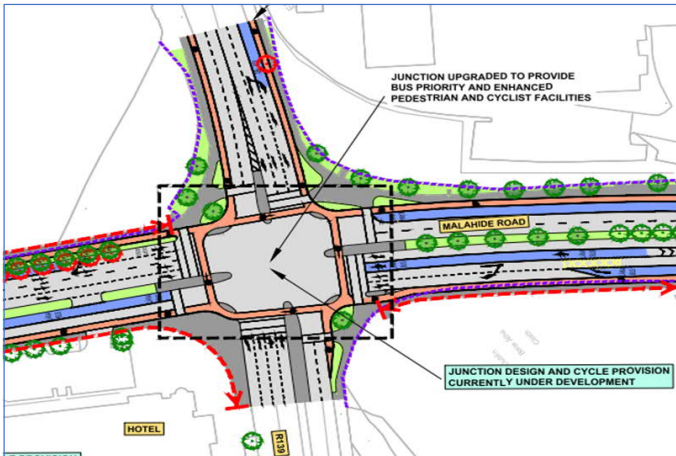 JUNCTION UPGRADED TO PROVIDE
BUS PRIORITY AND ENHANCED
PEDESTRIAN AND CYCLIST FACILITIES
MALAHIDE ROAD
JUNCTION DESIGN AND CYCLE PROVISION
CURRENTLY UNDER DEVELOPMENT
HOTEL
R139